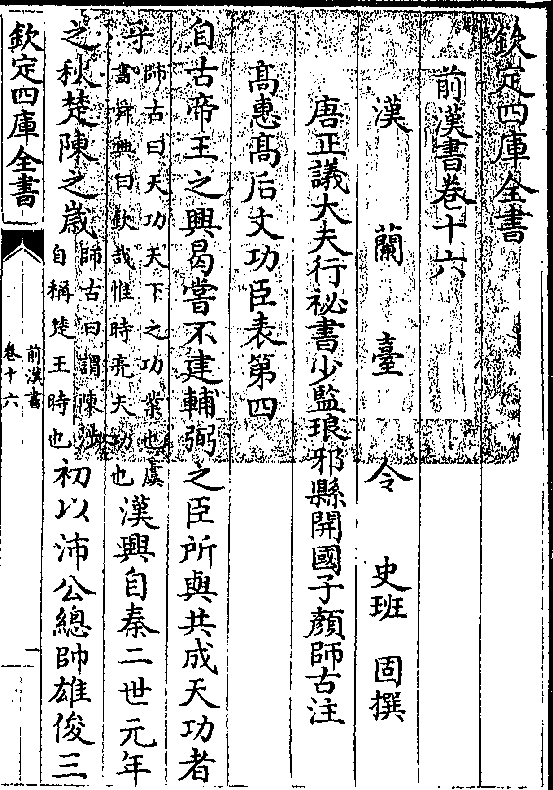 欽定四庫全書
前漢書卷十六
漢蘭臺令史班固撰
唐正議大夫行祕書少監琅邪縣開國子顏師古注
髙惠髙后文功臣表第四
自古帝王之興曷嘗不建輔弼之臣所與共成天功者
乎師古曰天功天下之功業也虞書舜典曰欽哉惟時亮天功也漢興自秦二世元年
之秋楚陳之歳師古曰謂陳涉自稱楚王時也初以沛公總帥雄俊三
欽定四庫全書
前漢書
卷十六
一